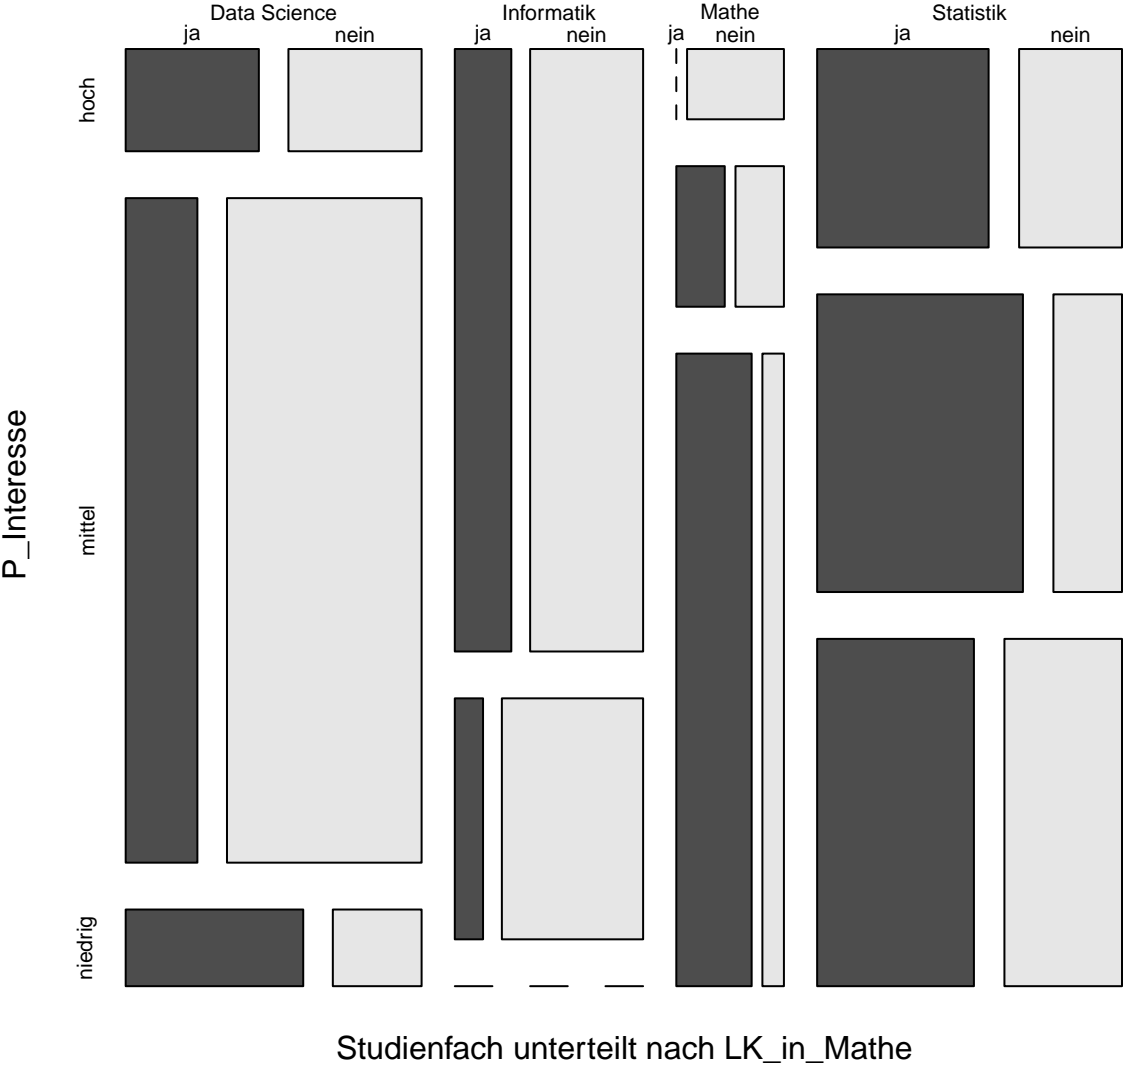 Data Science Informatik Mathe Statistik
ja nein ja nein ja nein ja nein
hoch
mittel
niedrig
P_Interesse
Studienfach unterteilt nach LK_in_Mathe